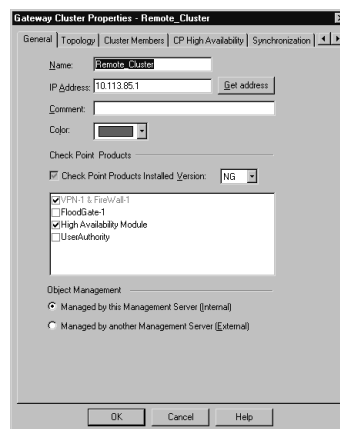 Gateway Cluster Properties - Remote_Cluster
General Topology Cluster Members CP High Availability Synchronization
Name: Remote_Cluster
IP Address: 10.113.85.1 Get address
Comment:
Color:
Check Point Products
Check Point Products Installed Version: NG
VPN-1 & FireWall-1
FloodGate-1
High Availability Module
UserAuthority
Object Management
Managed by this Management Server (Internal)
Managed by another Management Server (External)
OK Cancel Help